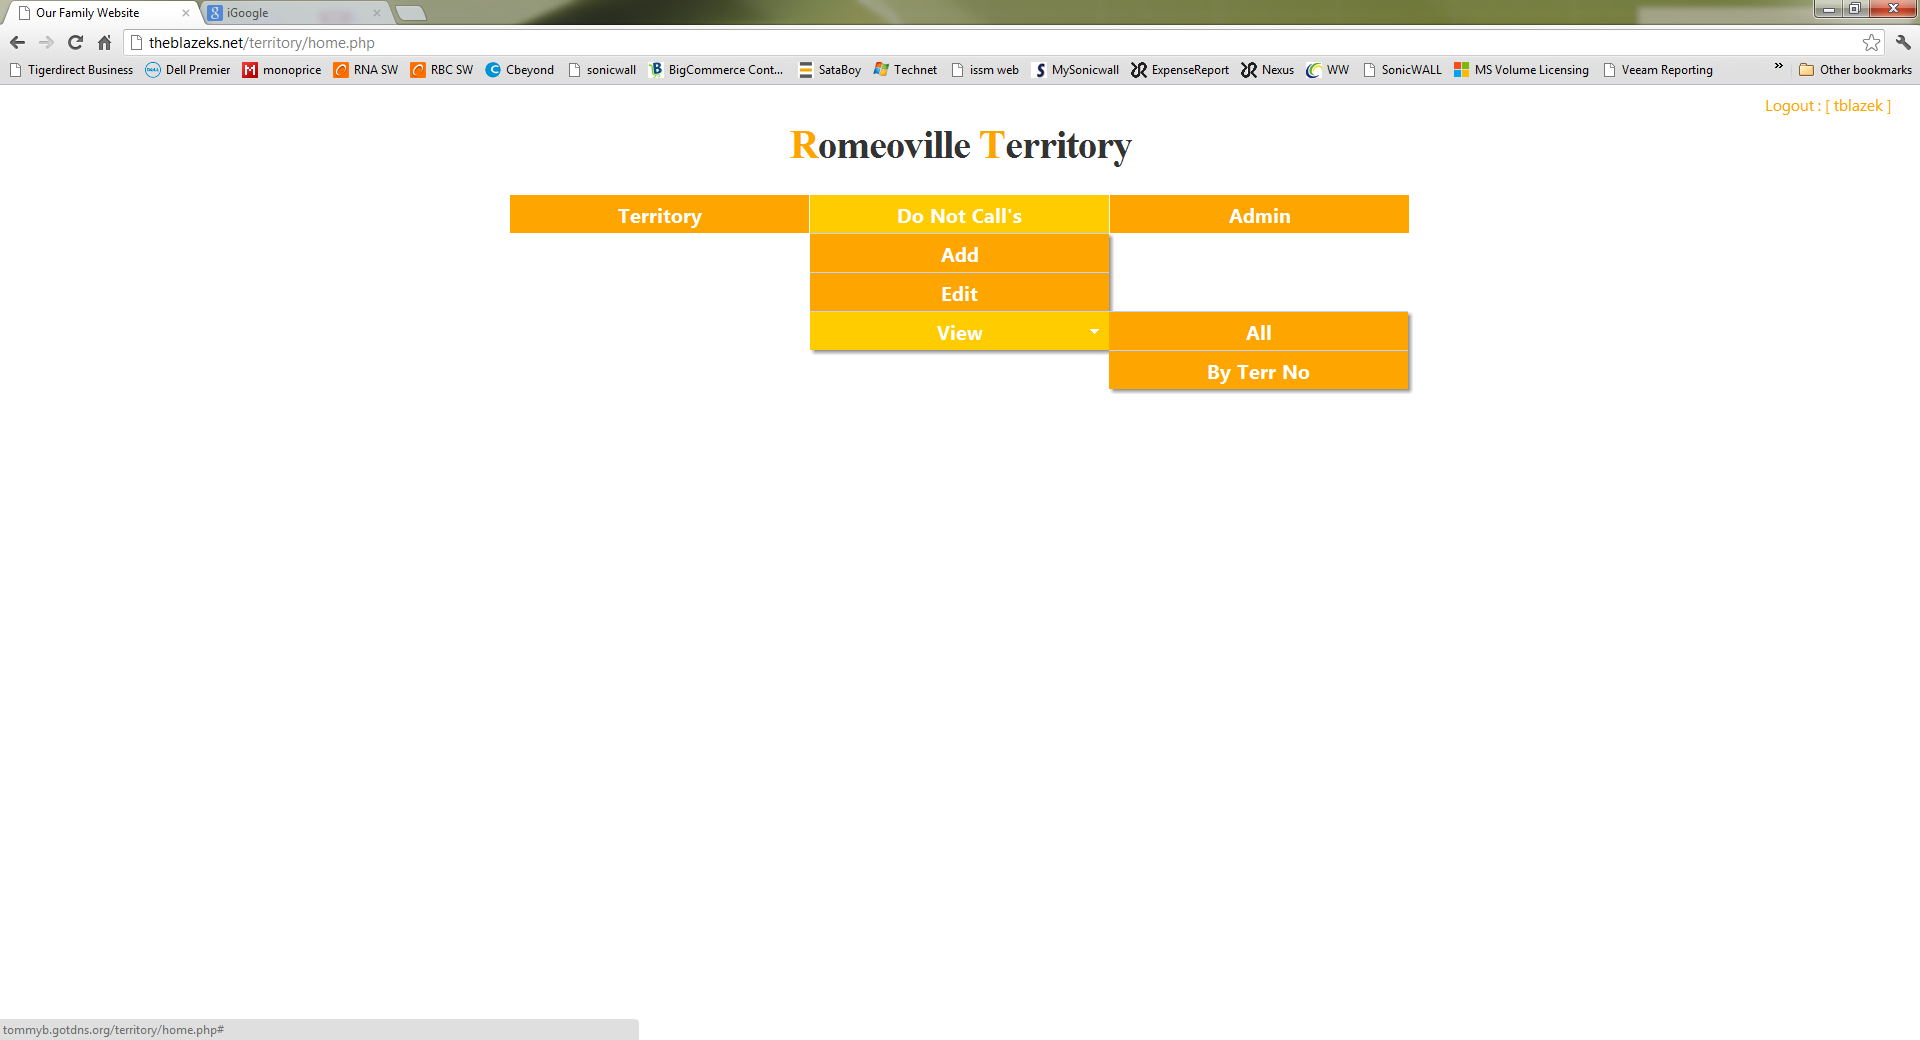 Our Family Website
iGoogle
theblazeks.net/territory/home.php
Tigerdirect Business Dell Premier monoprice RNA SW RBC SW Cbeyond sonicwall BigCommerce Cont... SataBoy Technet issm web MySonicwall ExpenseReport Nexus WW SonicWALL MS Volume Licensing Veeam Reporting » Other bookmarks
Logout : [ tblazek ]
Romeoville Territory
Territory Do Not Call's Admin
Add
Edit
View All
By Terr No
tommyb.gotdns.org/territory/home.php#